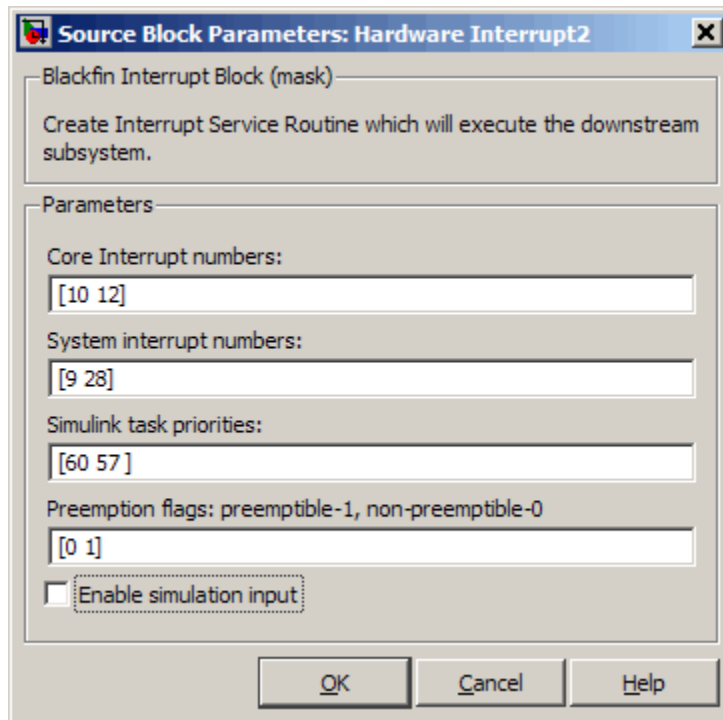 Source Block Parameters: Hardware Interrupt2
Blackfin Interrupt Block (mask)
Create Interrupt Service Routine which will execute the downstream
subsystem.
Parameters
Core Interrupt numbers:
[10 12]
System interrupt numbers:
[9 28]
Simulink task priorities:
[60 57 ]
Preemption flags: preemptible-1, non-preemptible-0
[0 1]
Enable simulation input
OK Cancel Help